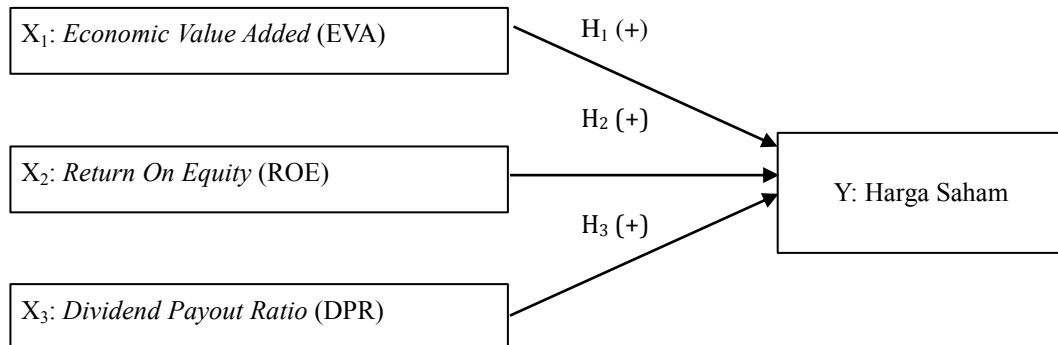 X₁: Economic Value Added (EVA)
H₁ (+)
H₂ (+)
X₂: Return On Equity (ROE)
Y: Harga Saham
H₃ (+)
X₃: Dividend Payout Ratio (DPR)